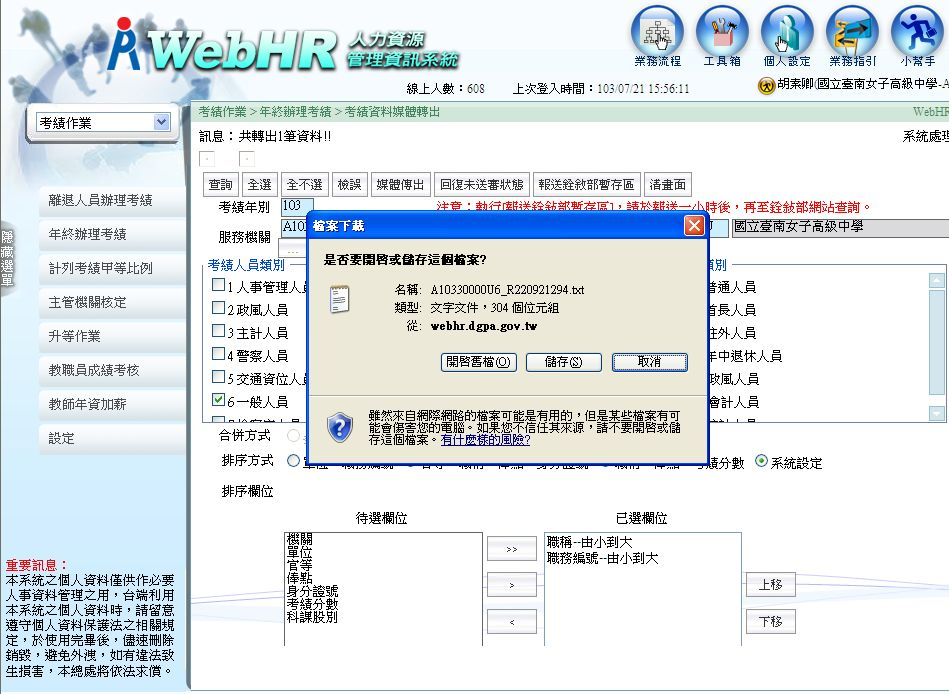 WebHR 人力資源
管理資訊系統
業務流程 工具箱 個人設定 業務指引 小幫手
線上人數：608 上次登入時間：103/07/21 15:56:11
胡素卿(國立臺南女子高級中學-A
考績作業
考績作業 > 年終辦理考績 > 考績資料媒體轉出
WebHR
訊息：共轉出1筆資料!!
系統處理
查詢 全選 全不選 檢誤 媒體傳出 回復未送審狀態 報送銓敘部暫存區 清畫面
考績年別 103
注意：執行[報送銓敘部暫存區]，請於報送一小時後，再至銓敘部網站查詢。
服務機關 A10
...
國立臺南女子高級中學
離退人員辦理考績
年終辦理考績
計列考績甲等比例
主管機關核定
升等作業
教職員成績考核
教師年資加薪
設定
隱藏選單
考績人員類別
1 人事管理人員
2 政風人員
3 主計人員
4 警察人員
5 交通資位人員
6 一般人員
類別
普通人員
首長人員
駐外人員
年中退休人員
政風人員
會計人員
檔案下載
是否要開啟或儲存這個檔案?
名稱: A10330000U6_R220921294.txt
類型: 文字文件，304 個位元組
從: webhr.dgpa.gov.tw
開啟舊檔(O) 儲存(S) 取消
雖然來自網際網路的檔案可能是有用的，但是某些檔案有可
能會傷害您的電腦。如果您不信任其來源，請不要開啟或儲
存這個檔案。有什麼樣的風險?
合併方式
排序方式
考績分數 系統設定
排序欄位
待選欄位 已選欄位
機關
單位
官等
俸點
身分證號
考績分數
科課股別
>>
>
<
職稱--由小到大
職務編號--由小到大
上移
下移
重要訊息：
本系統之個人資料僅供作必要
人事資料管理之用，台端利用
本系統之個人資料時，請留意
遵守個人資料保護法之相關規
定，於使用完畢後，儘速刪除
銷毀，避免外洩，如有違法致
生損害，本總處將依法求償。